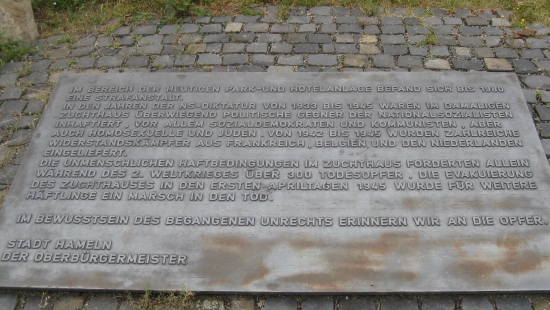 IM BEREICH DER HEUTIGEN PARK-UND HOTELANLAGE BEFAND SICH BIS 1980
EINE STRAFANSTALT.
IN DEN JAHREN DER NS-DIKTATUR VON 1933 BIS 1945 WAREN IM DAMALIGEN
ZUCHTHAUS ÜBERWIEGEND POLITISCHE GEGNER DER NATIONALSOZIALISTEN
INHAFTIERT, VOR ALLEM SOZIALDEMOKRATEN UND KOMMUNISTEN, ABER
AUCH HOMOSEXUELLE UND JUDEN. VON 1942 BIS 1945 WURDEN ZAHLREICHE
WIDERSTANDSKÄMPFER AUS FRANKREICH, BELGIEN UND DEN NIEDERLANDEN
EINGELIEFERT.
DIE UNMENSCHLICHEN HAFTBEDINGUNGEN IM ZUCHTHAUS FORDERTEN ALLEIN
WÄHREND DES 2. WELTKRIEGES ÜBER 300 TODESOPFER. DIE EVAKUIERUNG
DES ZUCHTHAUSES IN DEN ERSTEN APRILTAGEN 1945 WURDE FÜR WEITERE
HÄFTLINGE EIN MARSCH IN DEN TOD.
IM BEWUSSTSEIN DES BEGANGENEN UNRECHTS ERINNERN WIR AN DIE OPFER.
STADT HAMELN
DER OBERBÜRGERMEISTER